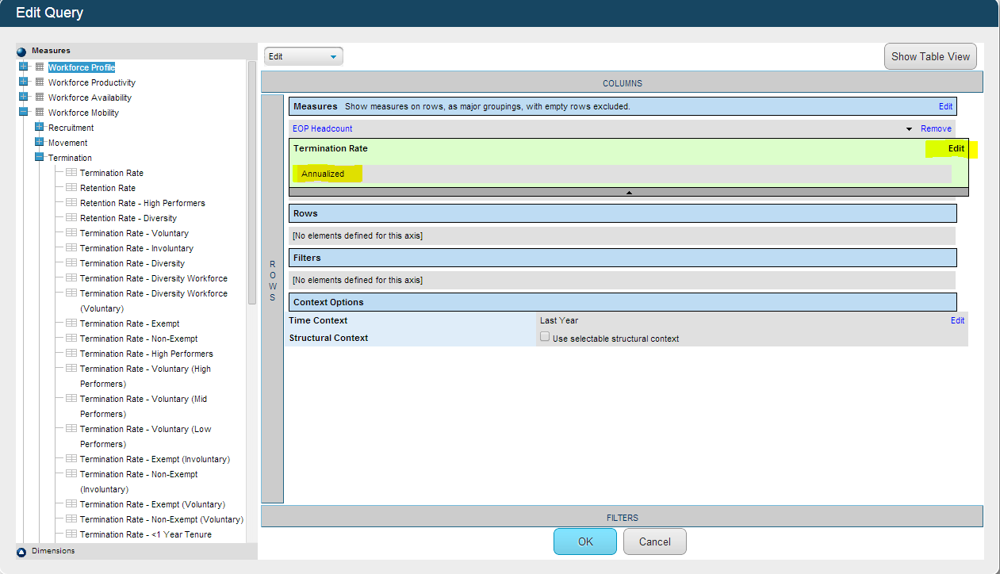 Edit Query
Measures
Workforce Profile
Workforce Productivity
Workforce Availability
Workforce Mobility
Recruitment
Movement
Termination
Termination Rate
Retention Rate
Retention Rate - High Performers
Retention Rate - Diversity
Termination Rate - Voluntary
Termination Rate - Involuntary
Termination Rate - Diversity
Termination Rate - Diversity Workforce
Termination Rate - Diversity Workforce
(Voluntary)
Termination Rate - Exempt
Termination Rate - Non-Exempt
Termination Rate - High Performers
Termination Rate - Voluntary (High
Performers)
Termination Rate - Voluntary (Mid
Performers)
Termination Rate - Voluntary (Low
Performers)
Termination Rate - Exempt (Involuntary)
Termination Rate - Non-Exempt
(Involuntary)
Termination Rate - Exempt (Voluntary)
Termination Rate - Non-Exempt (Voluntary)
Termination Rate - <1 Year Tenure
Dimensions
Edit
Show Table View
COLUMNS
ROWS
Measures Show measures on rows, as major groupings, with empty rows excluded. Edit
EOP Headcount Remove
Termination Rate Edit
Annualized
Rows
[No elements defined for this axis]
Filters
[No elements defined for this axis]
Context Options
Time Context Last Year Edit
Structural Context Use selectable structural context
FILTERS
OK Cancel